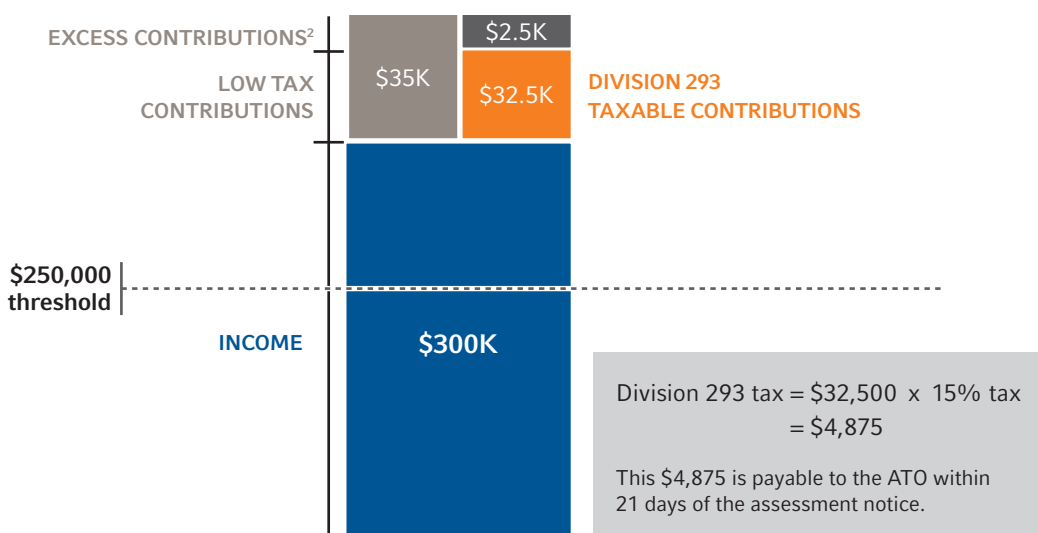 EXCESS CONTRIBUTIONS²
$2.5K
LOW TAX
CONTRIBUTIONS
$35K
$32.5K
DIVISION 293
TAXABLE CONTRIBUTIONS
$250,000
threshold
INCOME
$300K
Division 293 tax = $32,500 x 15% tax
= $4,875
This $4,875 is payable to the ATO within
21 days of the assessment notice.